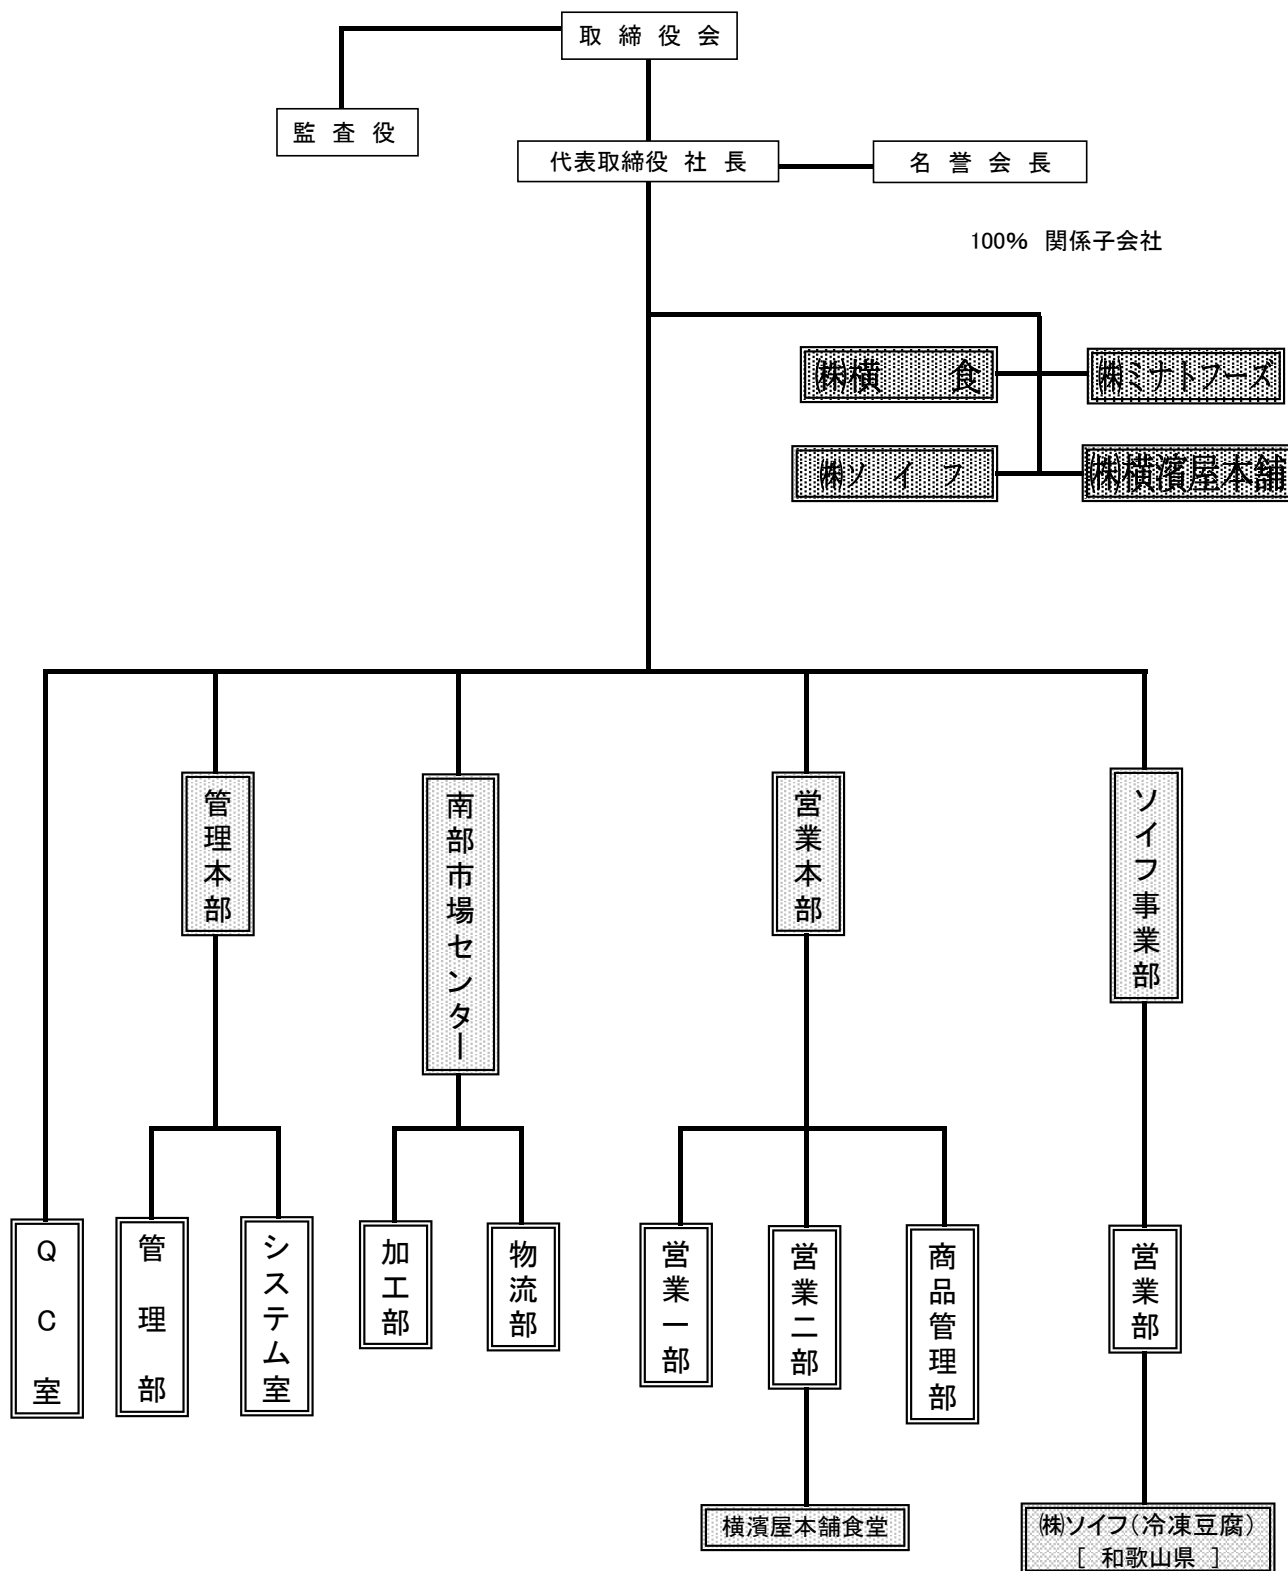 取 締 役 会
監 査 役
代表取締役 社 長
名 誉 会 長
100% 関係子会社
㈱横 食
㈱ミナトフーズ
㈱ソ イ フ
㈱横濱屋本舗
管理本部
南部市場センター
営業本部
ソイフ事業部
Q C 室
管 理 部
システム室
加工部
物流部
営業一部
営業二部
商品管理部
営業部
横濱屋本舗食堂
㈱ソイフ(冷凍豆腐)
[ 和歌山県 ]